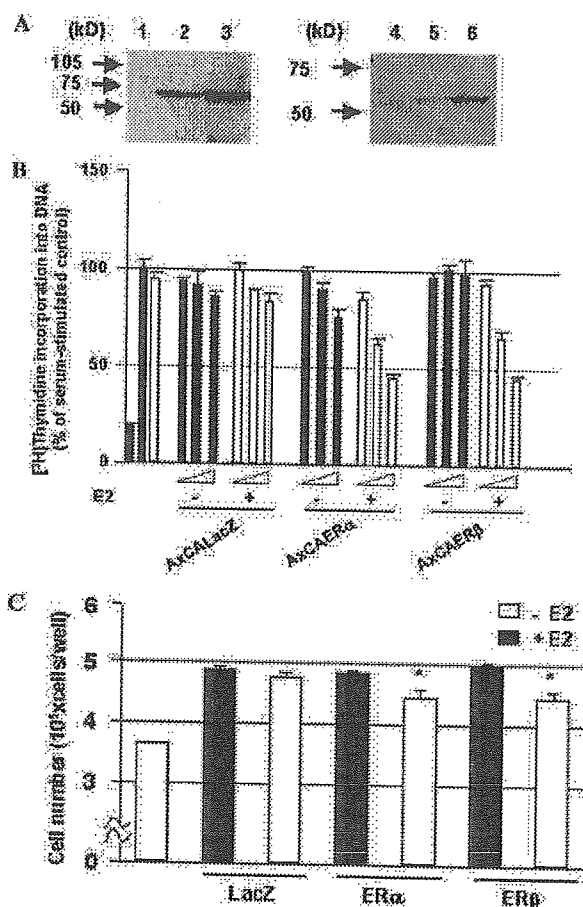 A
(kD) 1 2 3
105
75
50
(kD) 4 5 6
75
50
B
[³H]Thymidine incorporation into DNA
(% of serum-stimulated control)
150
100
50
0
E2 - + - + - +
AxCALacZ AxCAERα AxCAERβ
C
Cell number (10⁴xcells/well)
6
5
4
3
0
- E2
+ E2
* *
LacZ ERα ERβ